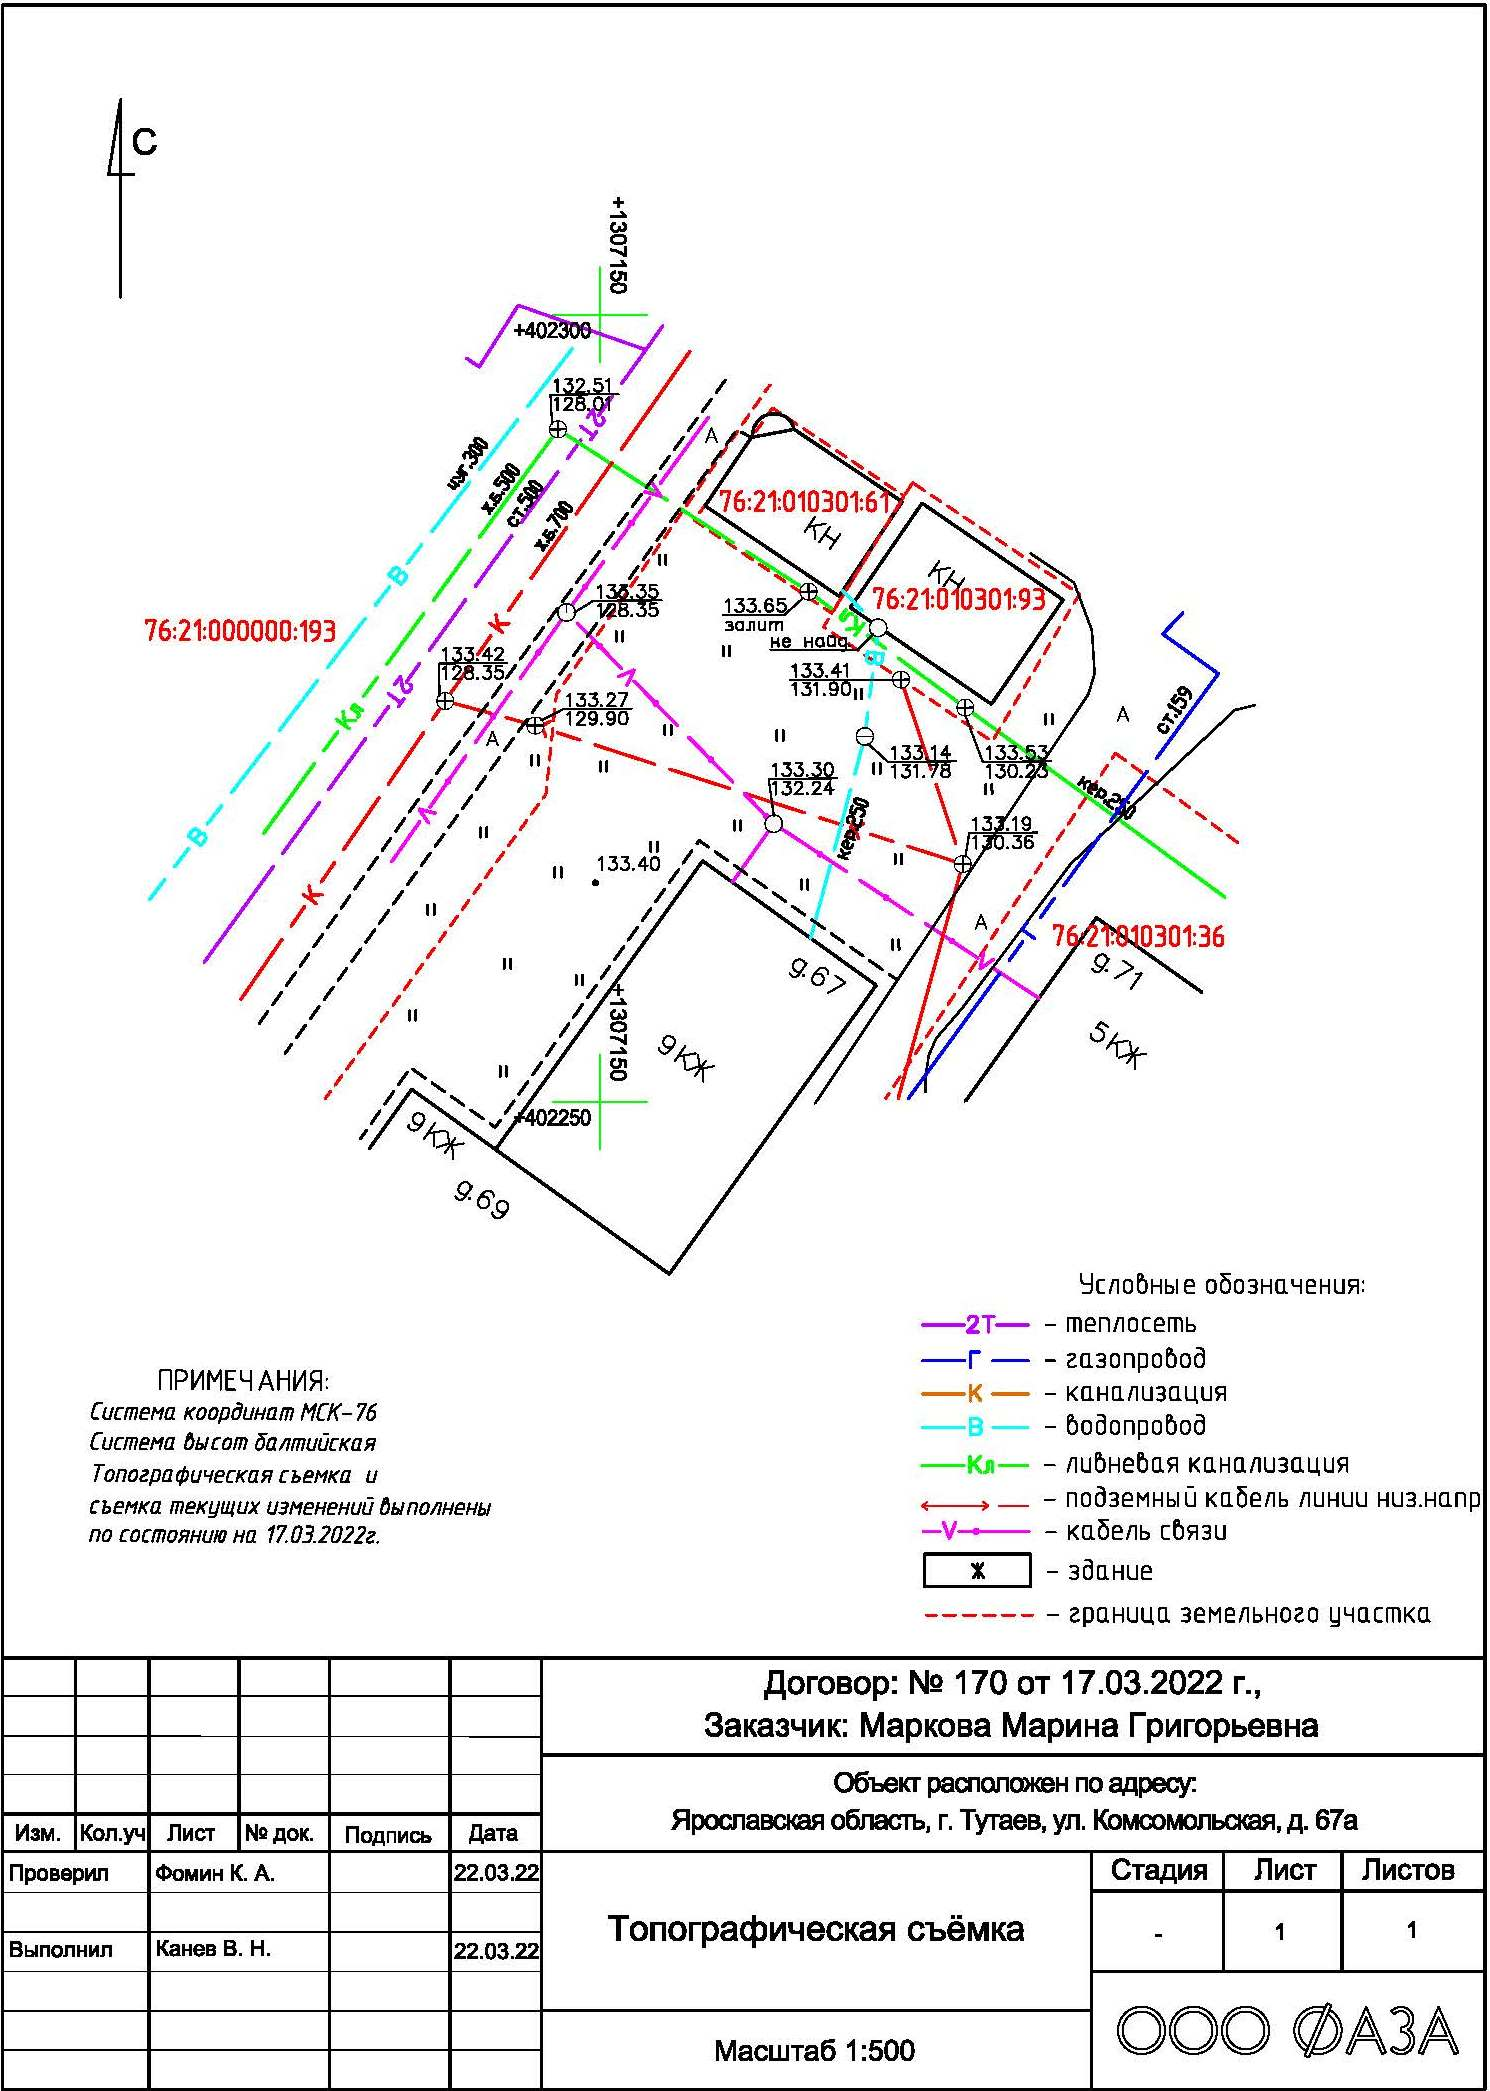 С
+1307150
+402300
132.51
128.01
2Т
А
V
цуг.300
х.б.500
ст.500
х.б.700
76:21:010301:61
КН
КН
76:21:010301:93
В
К
133.35
128.35
133.65
залит
Кл
не найд.
В
76:21:000000:193
133.42
128.35
133.41
131.90
2Т
V
Кл
133.27
129.90
А
А
ст.159
133.14
131.78
133.53
130.23
133.30
132.24
кер.250
кер.250
В
V
133.19
130.36
133.40
К
А
76:21:010301:36
V
д.67
д.71
+1307150
9КЖ
5КЖ
+402250
9КЖ
д.69
Условные обозначения:
2Т – теплосеть
Г – газопровод
К – канализация
В – водопровод
Кл – ливневая канализация
– подземный кабель линии низ.напр
V – кабель связи
Ж – здание
– граница земельного участка
ПРИМЕЧАНИЯ:
Система координат МСК–76
Система высот балтийская
Топографическая съемка и
съемка текущих изменений выполнены
по состоянию на 17.03.2022г.
Договор: № 170 от 17.03.2022 г.,
Заказчик: Маркова Марина Григорьевна
Объект расположен по адресу:
Ярославская область, г. Тутаев, ул. Комсомольская, д. 67а
Изм. Кол.уч Лист № док. Подпись Дата
Проверил Фомин К. А. 22.03.22
Выполнил Канев В. Н. 22.03.22
Топографическая съёмка
Стадия Лист Листов
- 1 1
Масштаб 1:500
ООО ФАЗА